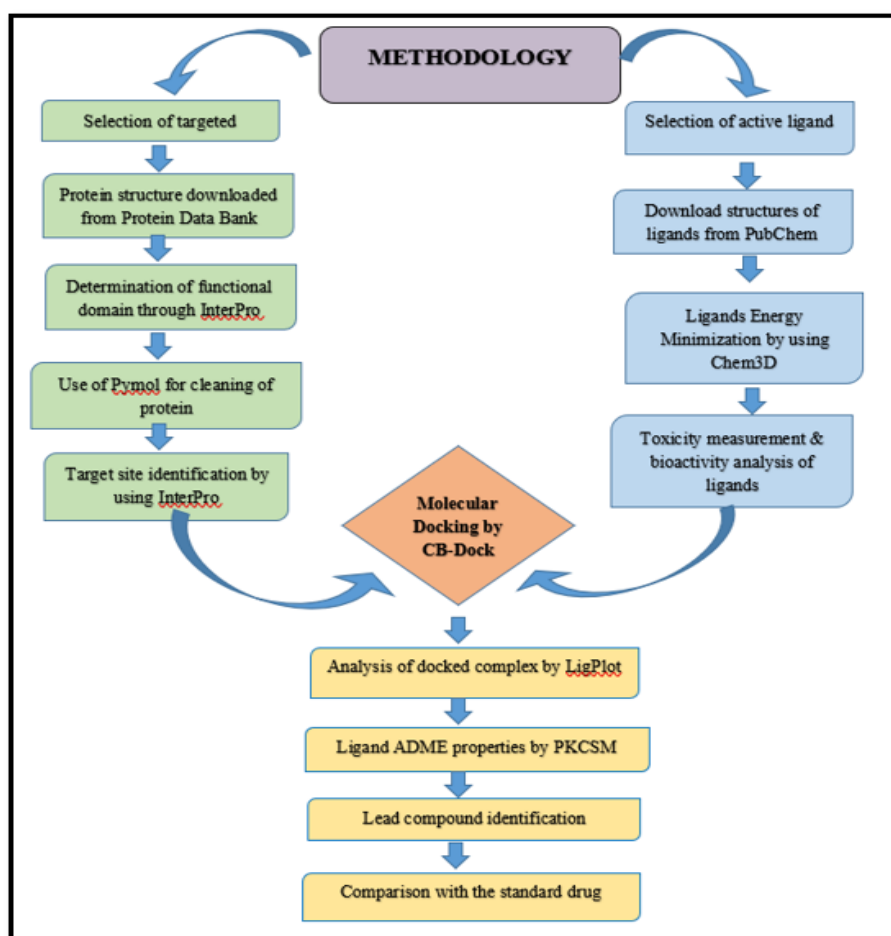 METHODOLOGY
Selection of targeted
Protein structure downloaded
from Protein Data Bank
Determination of functional
domain through InterPro
Use of Pymol for cleaning of
protein
Target site identification by
using InterPro
Selection of active ligand
Download structures of
ligands from PubChem
Ligands Energy
Minimization by using
Chem3D
Toxicity measurement &
bioactivity analysis of
ligands
Molecular
Docking by
CB-Dock
Analysis of docked complex by LigPlot
Ligand ADME properties by PKCSM
Lead compound identification
Comparison with the standard drug